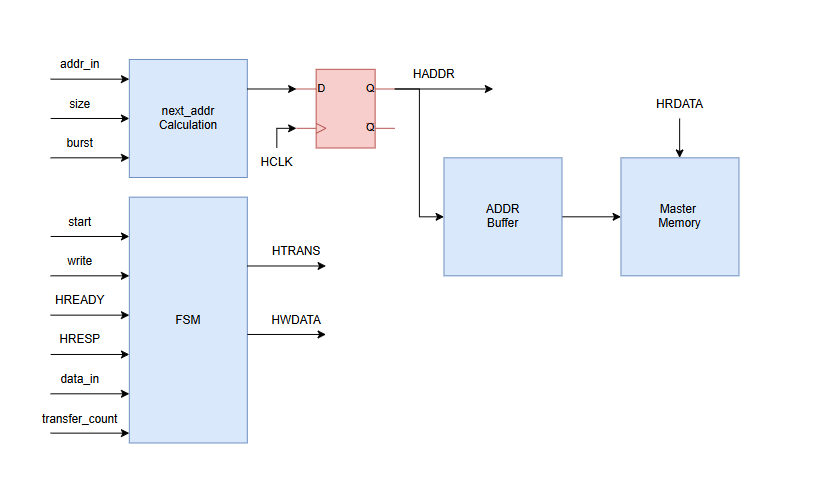 addr_in
size
burst
next_addr
Calculation
D
Q
Q
HCLK
HADDR
HRDATA
ADDR
Buffer
Master
Memory
start
write
HREADY
HRESP
data_in
transfer_count
FSM
HTRANS
HWDATA